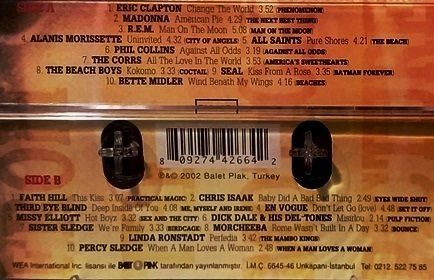 SIDE A
1. ERIC CLAPTON Change The World 3.52 (PHENOMENON)
2. MADONNA American Pie 4.29 (THE NEXT BEST THING)
3. R.E.M. Man On The Moon 5.08 (MAN ON THE MOON)
4. ALANIS MORISSETTE Uninvited 4.32 (CITY OF ANGELS) 5. ALL SAINTS Pure Shores 4.21 (THE BEACH)
6. PHIL COLLINS Against All Odds 3.19 (AGAINST ALL ODDS)
7. THE CORRS All The Love In The World 3.53 (AMERICA'S SWEETHEARTS)
8. THE BEACH BOYS Kokomo 3.33 (COCTAIL) 9. SEAL Kiss From A Rose 3.35 (BATMAN FOREVER)
10. BETTE MIDLER Wind Beneath My Wings 4.16 (BEACHES)
8 09274 42664 2
℗&© 2002 Balet Plak, Turkey
SIDE B
1. FAITH HILL This Kiss 3.07 (PRACTICAL MAGIC) 2. CHRIS ISAAK Baby Did A Bad Bad Thing 2.49 (EYES WIDE SHUT)
3. THIRD EYE BLIND Deep Inside Of You 4.08 (ME, MYSELF AND IRENE) 4. EN VOGUE Don't Let Go (love) 4.48 (SET IT OFF)
5. MISSY ELLIOTT Hot Boyz 3.32 (SEX AND THE CITY) 6. DICK DALE & HIS DEL-TONES Misirlou 2.14 (PULP FICTION)
7. SISTER SLEDGE We're Family 3.33 (BIRDCAGE) 8. MORCHEEBA Rome Wasn't Built In A Day 3.32 (BOUNCE)
9. LINDA RONSTADT Perfedia 3.42 (THE MAMBO KINGS)
10. PERCY SLEDGE When A Man Loves A Woman 2.48 (WHEN A MAN LOVES A WOMAN)
WEA International Inc. lisansı ile BALET PLAK tarafından yayınlanmıştır. İ.M.Ç. 6645-46 Unkapanı-İstanbul Tel: 0212. 522 75 85